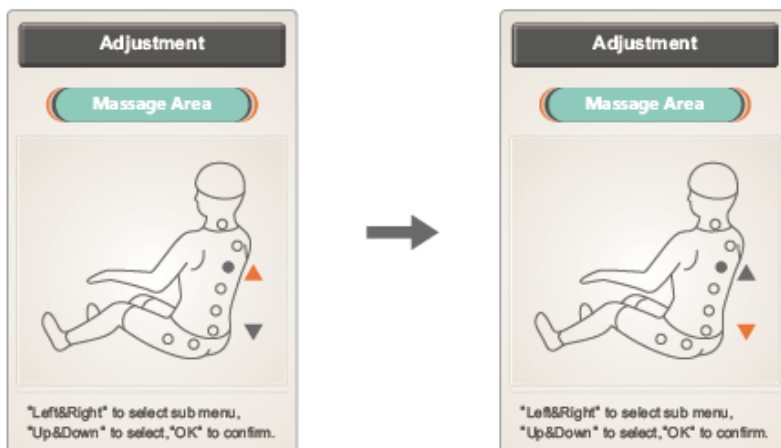 Adjustment
Massage Area
"Left&Right" to select sub menu,
"Up&Down" to select,"OK" to confirm.
Adjustment
Massage Area
"Left&Right" to select sub menu,
"Up&Down" to select,"OK" to confirm.